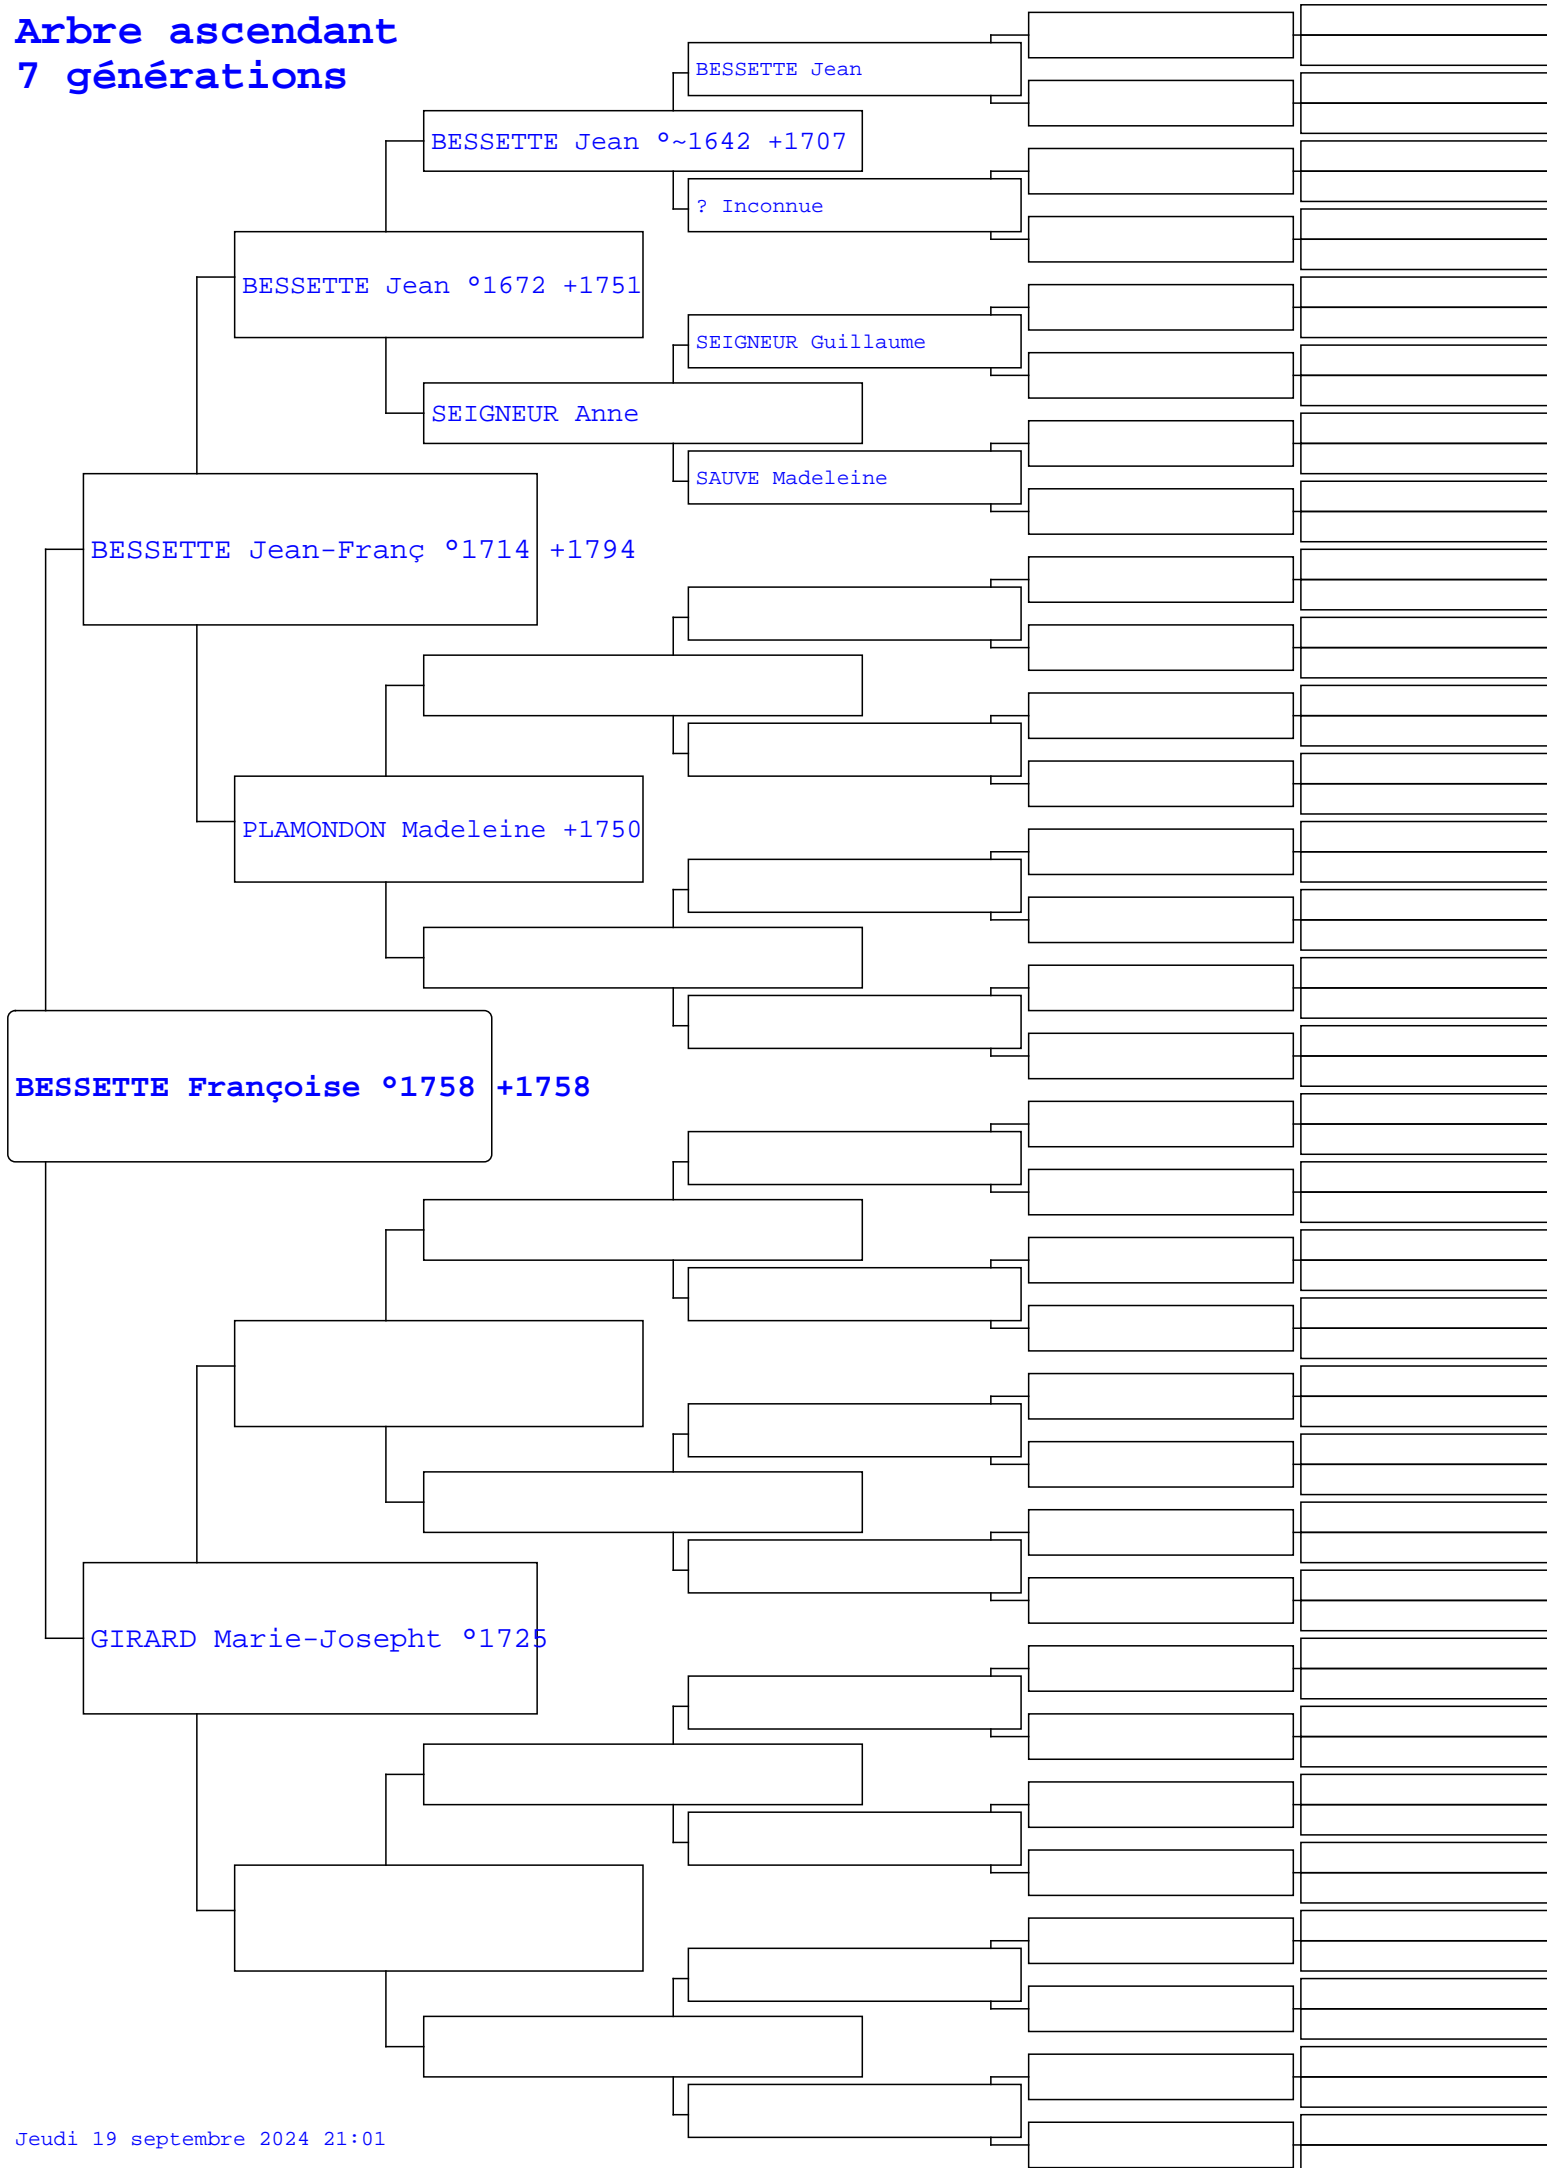 Arbre ascendant
7 générations
BESSETTE Jean
BESSETTE Jean °~1642 +1707
? Inconnue
BESSETTE Jean °1672 +1751
SEIGNEUR Guillaume
SEIGNEUR Anne
SAUVE Madeleine
BESSETTE Jean-Franç °1714 +1794
PLAMONDON Madeleine +1750
BESSETTE Françoise °1758 +1758
GIRARD Marie-Josepht °1725
Jeudi 19 septembre 2024 21:01